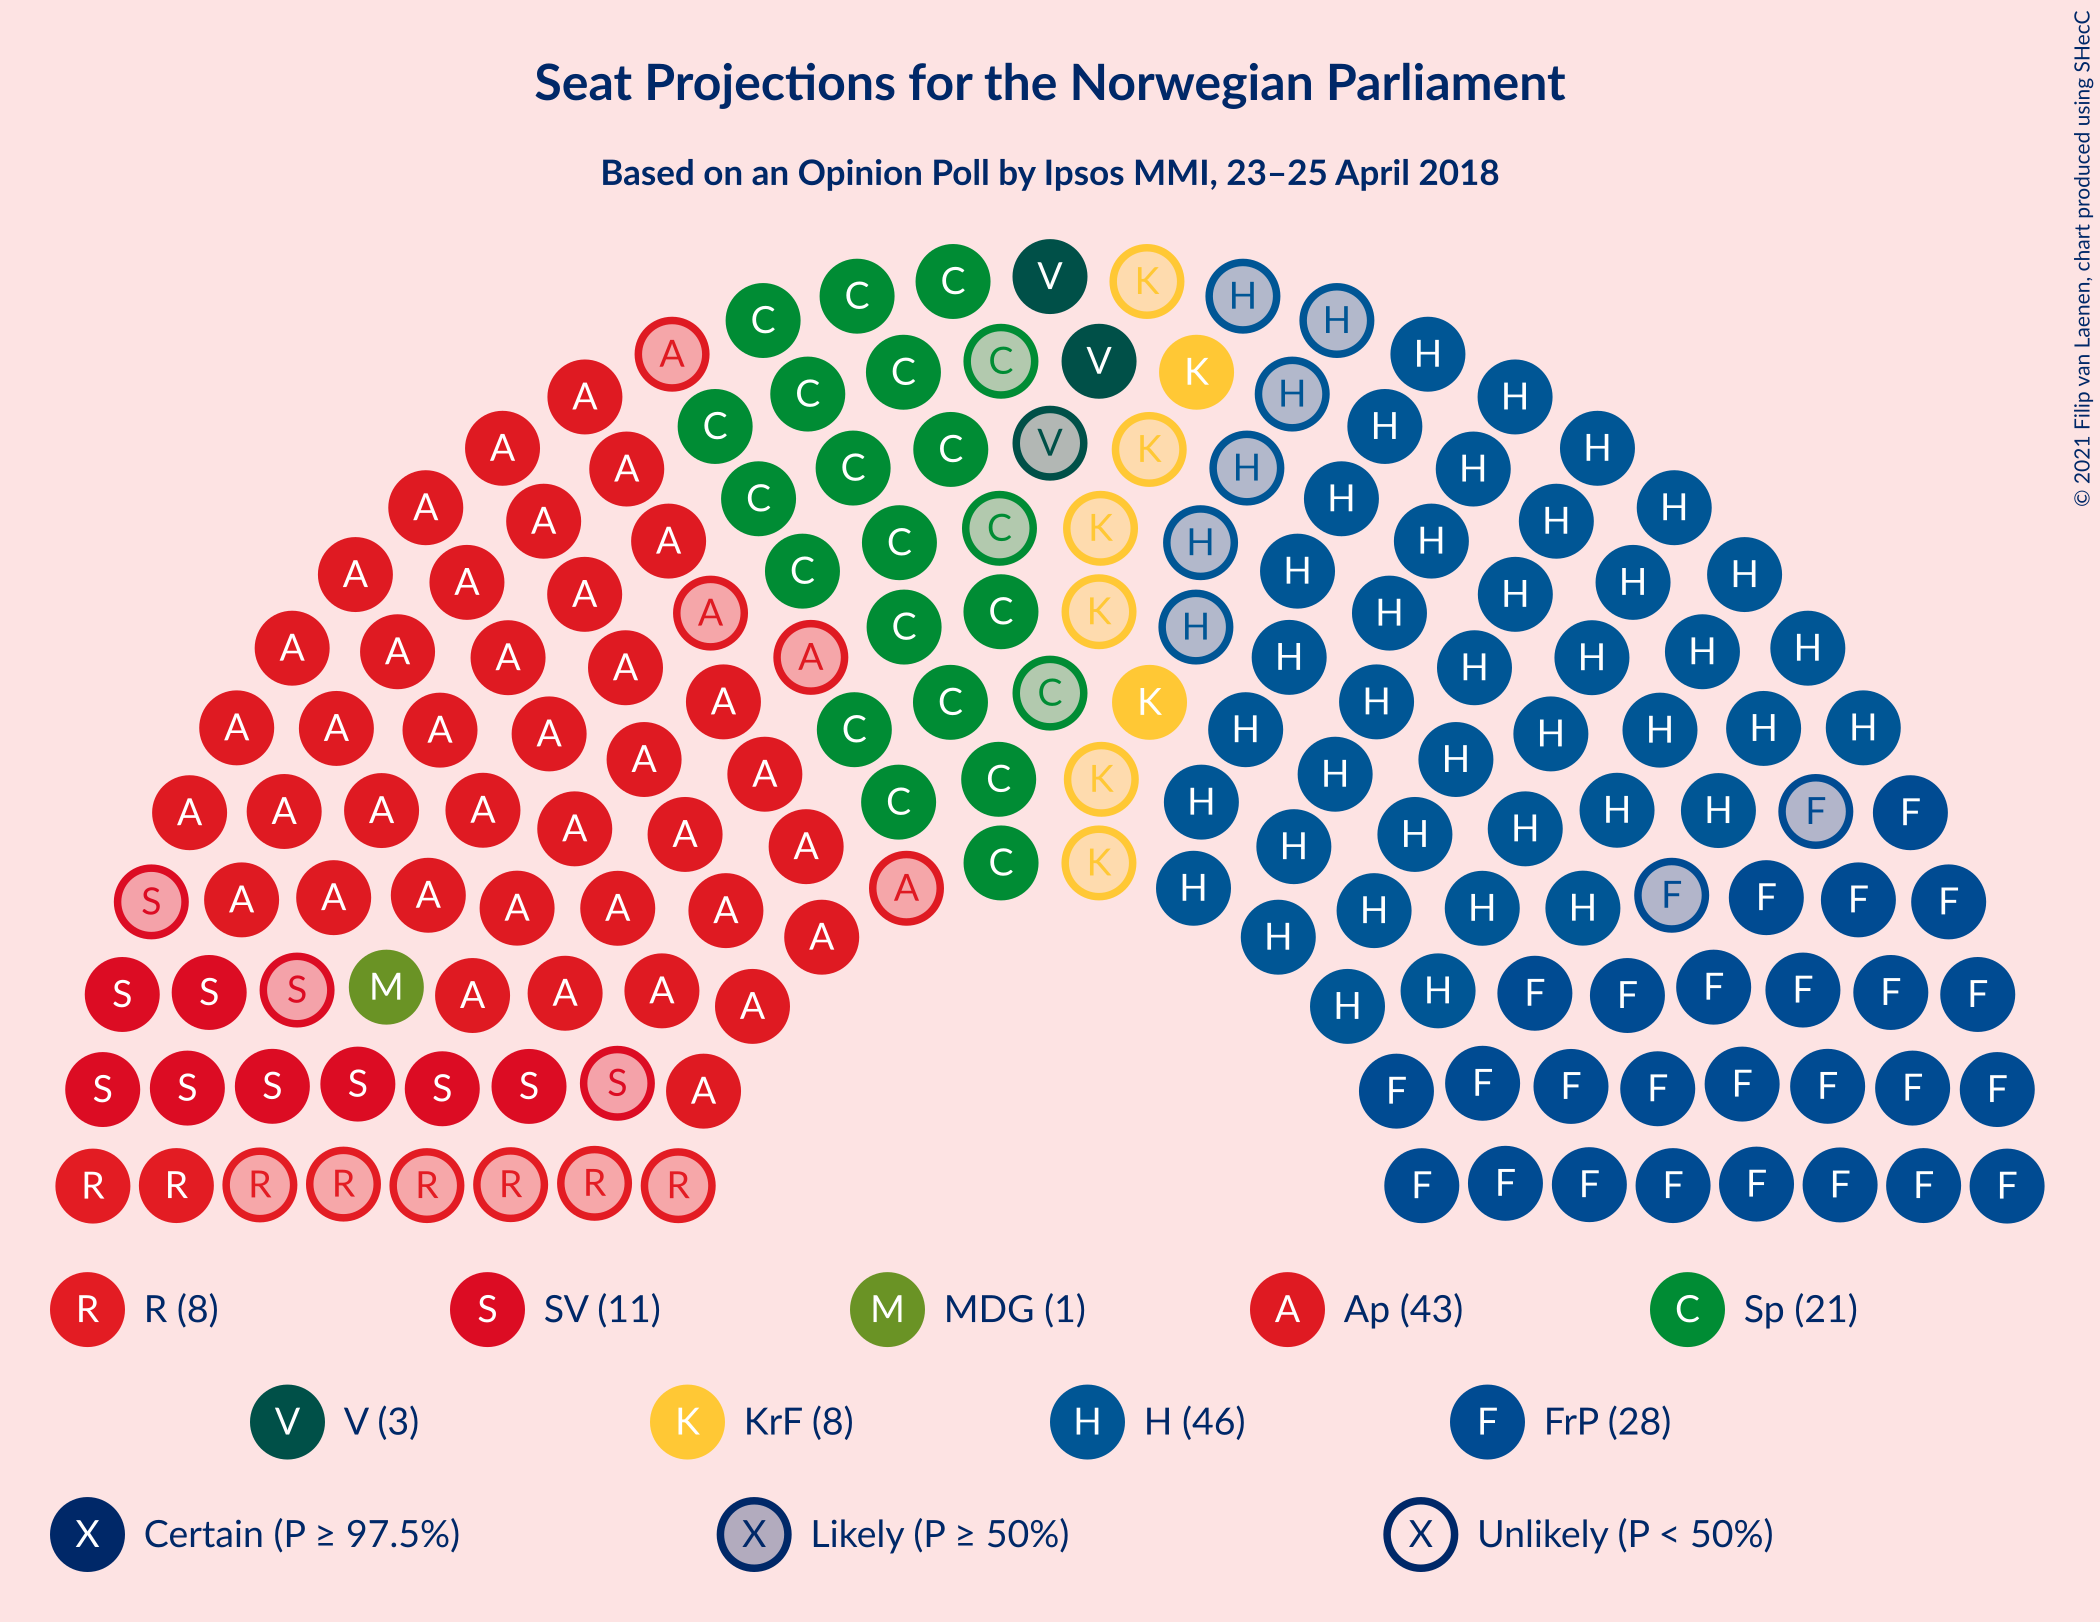 Seat Projections for the Norwegian Parliament
Based on an Opinion Poll by Ipsos MMI, 23–25 April 2018
© 2021 Filip van Laenen, chart produced using SHecC
C C C V K H H
A C C C C V K H H H
A A C C C V K H H H H
A A A C C C K H H H H H
A A A A C C K H H H H H
A A A A A C C C K H H H H H H
A A A A A A C C K H H H H H F F
S A A A A A A A C K H H H H H F F F F
S S S M A A A A H H F F F F F F
S S S S S S S A F F F F F F F F
R R R R R R R R F F F F F F F F
R R (8) S SV (11) M MDG (1) A Ap (43) C Sp (21)
V V (3) K KrF (8) H H (46) F FrP (28)
X Certain (P ≥ 97.5%) X Likely (P ≥ 50%) X Unlikely (P < 50%)